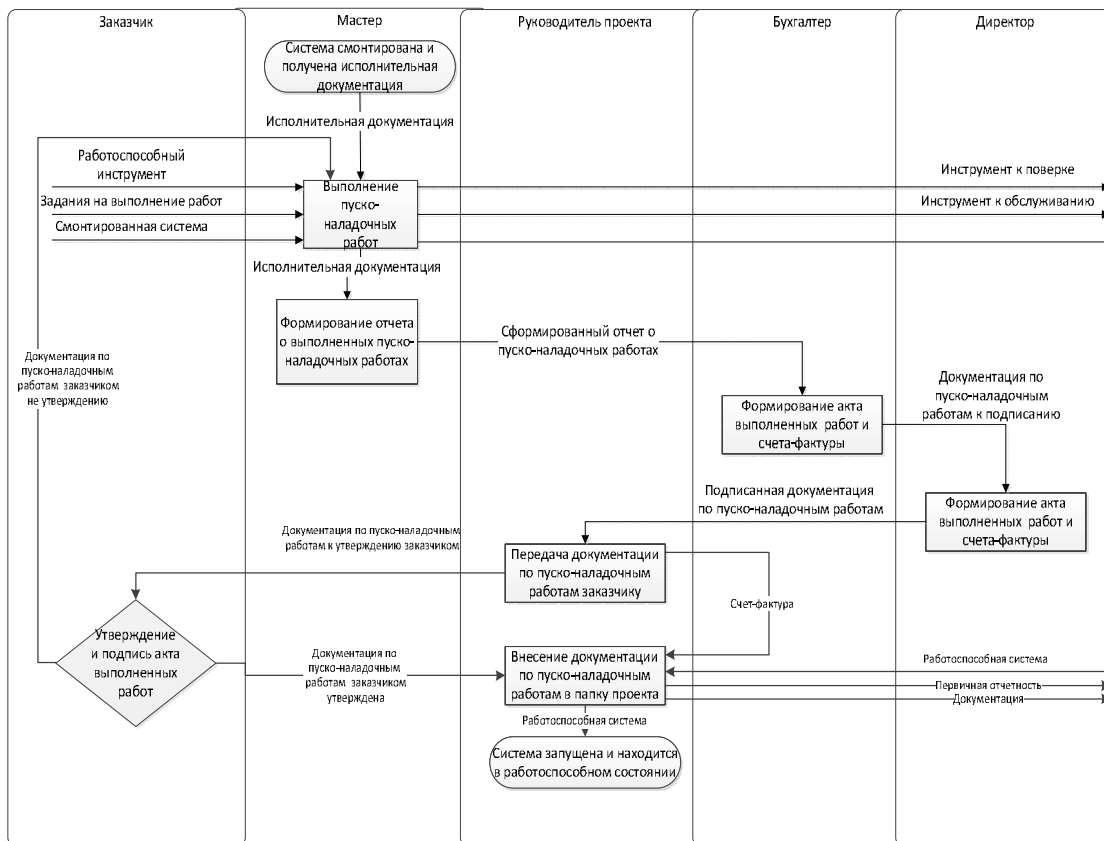 Заказчик
Мастер
Руководитель проекта
Бухгалтер
Директор
Система смонтирована и
получена исполнительная
документация
Исполнительная документация
Работоспособный
инструмент
Задания на выполнение работ
Смонтированная система
Выполнение
пуско-
наладочных
работ
Инструмент к поверке
Инструмент к обслуживанию
Исполнительная документация
Формирование отчета
о выполненных пуско-
наладочных работах
Сформированный отчет о
пуско-наладочных работах
Документация по
пуско-наладочным
работам заказчиком
не утверждению
Документация по
пуско-наладочным
работам к подписанию
Формирование акта
выполненных работ и
счета-фактуры
Подписанная документация
по пуско-наладочным работам
Формирование акта
выполненных работ и
счета-фактуры
Документация по пуско-наладочным
работам к утверждению заказчиком
Передача документации
по пуско-наладочным
работам заказчику
Счет-фактура
Утверждение
и подпись акта
выполненных
работ
Документация по
пуско-наладочным
работам заказчиком
утверждена
Внесение документации
по пуско-наладочным
работам в папку проекта
Работоспособная система
Первичная отчетность
Документация
Работоспособная система
Система запущена и находится
в работоспособном состоянии